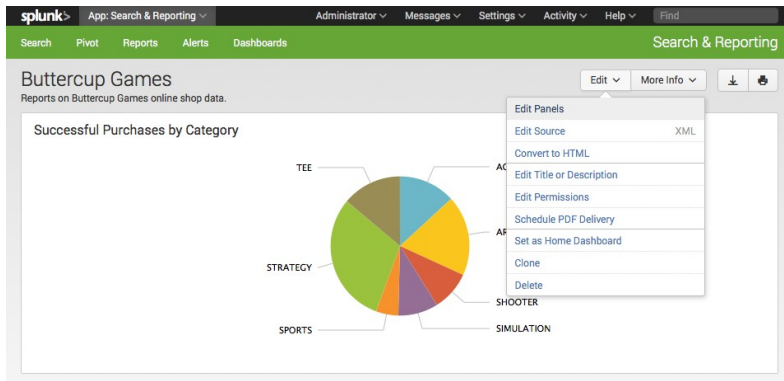 splunk> App: Search & Reporting Administrator Messages Settings Activity Help Find
Search Pivot Reports Alerts Dashboards Search & Reporting
Buttercup Games
Edit More Info
Reports on Buttercup Games online shop data.
Edit Panels
Edit Source XML
Convert to HTML
Edit Title or Description
Edit Permissions
Schedule PDF Delivery
Set as Home Dashboard
Clone
Delete
Successful Purchases by Category
TEE
STRATEGY
SHOOTER
SPORTS
SIMULATION